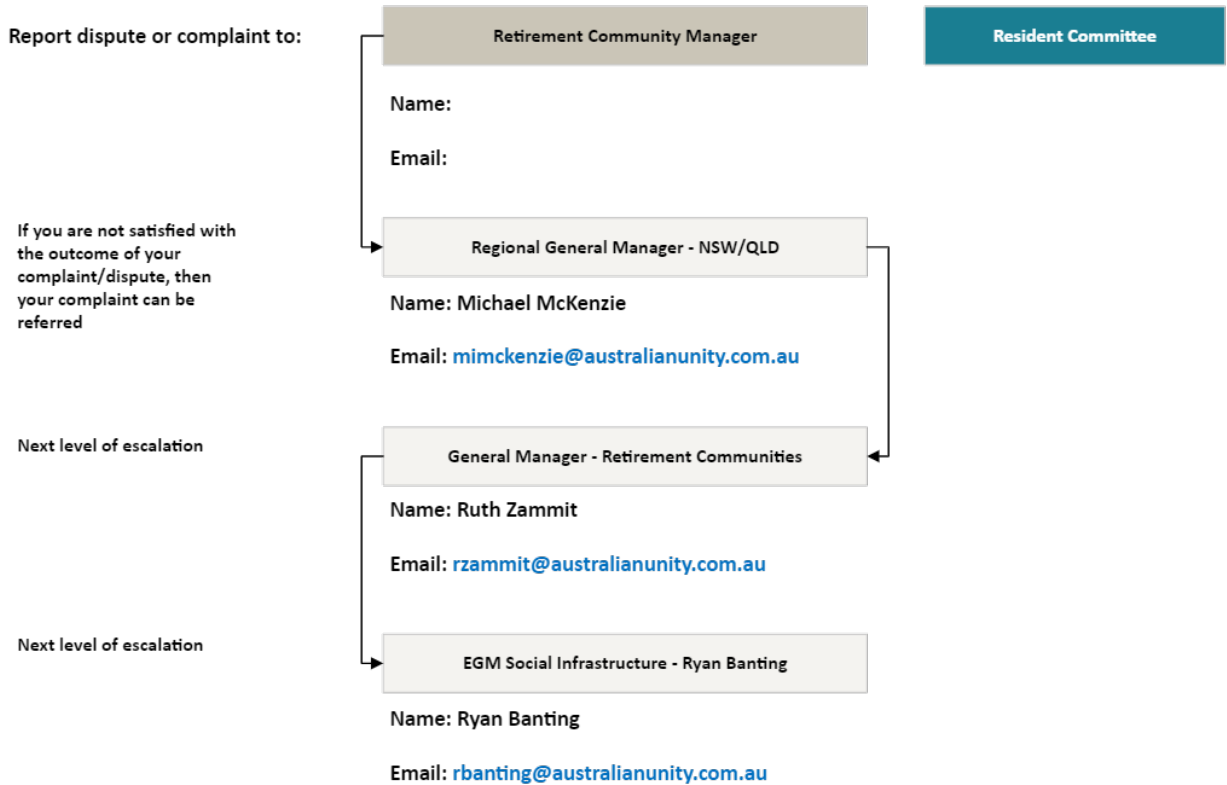 Report dispute or complaint to:
Retirement Community Manager
Resident Committee
Name:
Email:
If you are not satisfied with
the outcome of your
complaint/dispute, then
your complaint can be
referred
Regional General Manager - NSW/QLD
Name: Michael McKenzie
Email: mimckenzie@australianunity.com.au
Next level of escalation
General Manager - Retirement Communities
Name: Ruth Zammit
Email: rzammit@australianunity.com.au
Next level of escalation
EGM Social Infrastructure - Ryan Banting
Name: Ryan Banting
Email: rbanting@australianunity.com.au